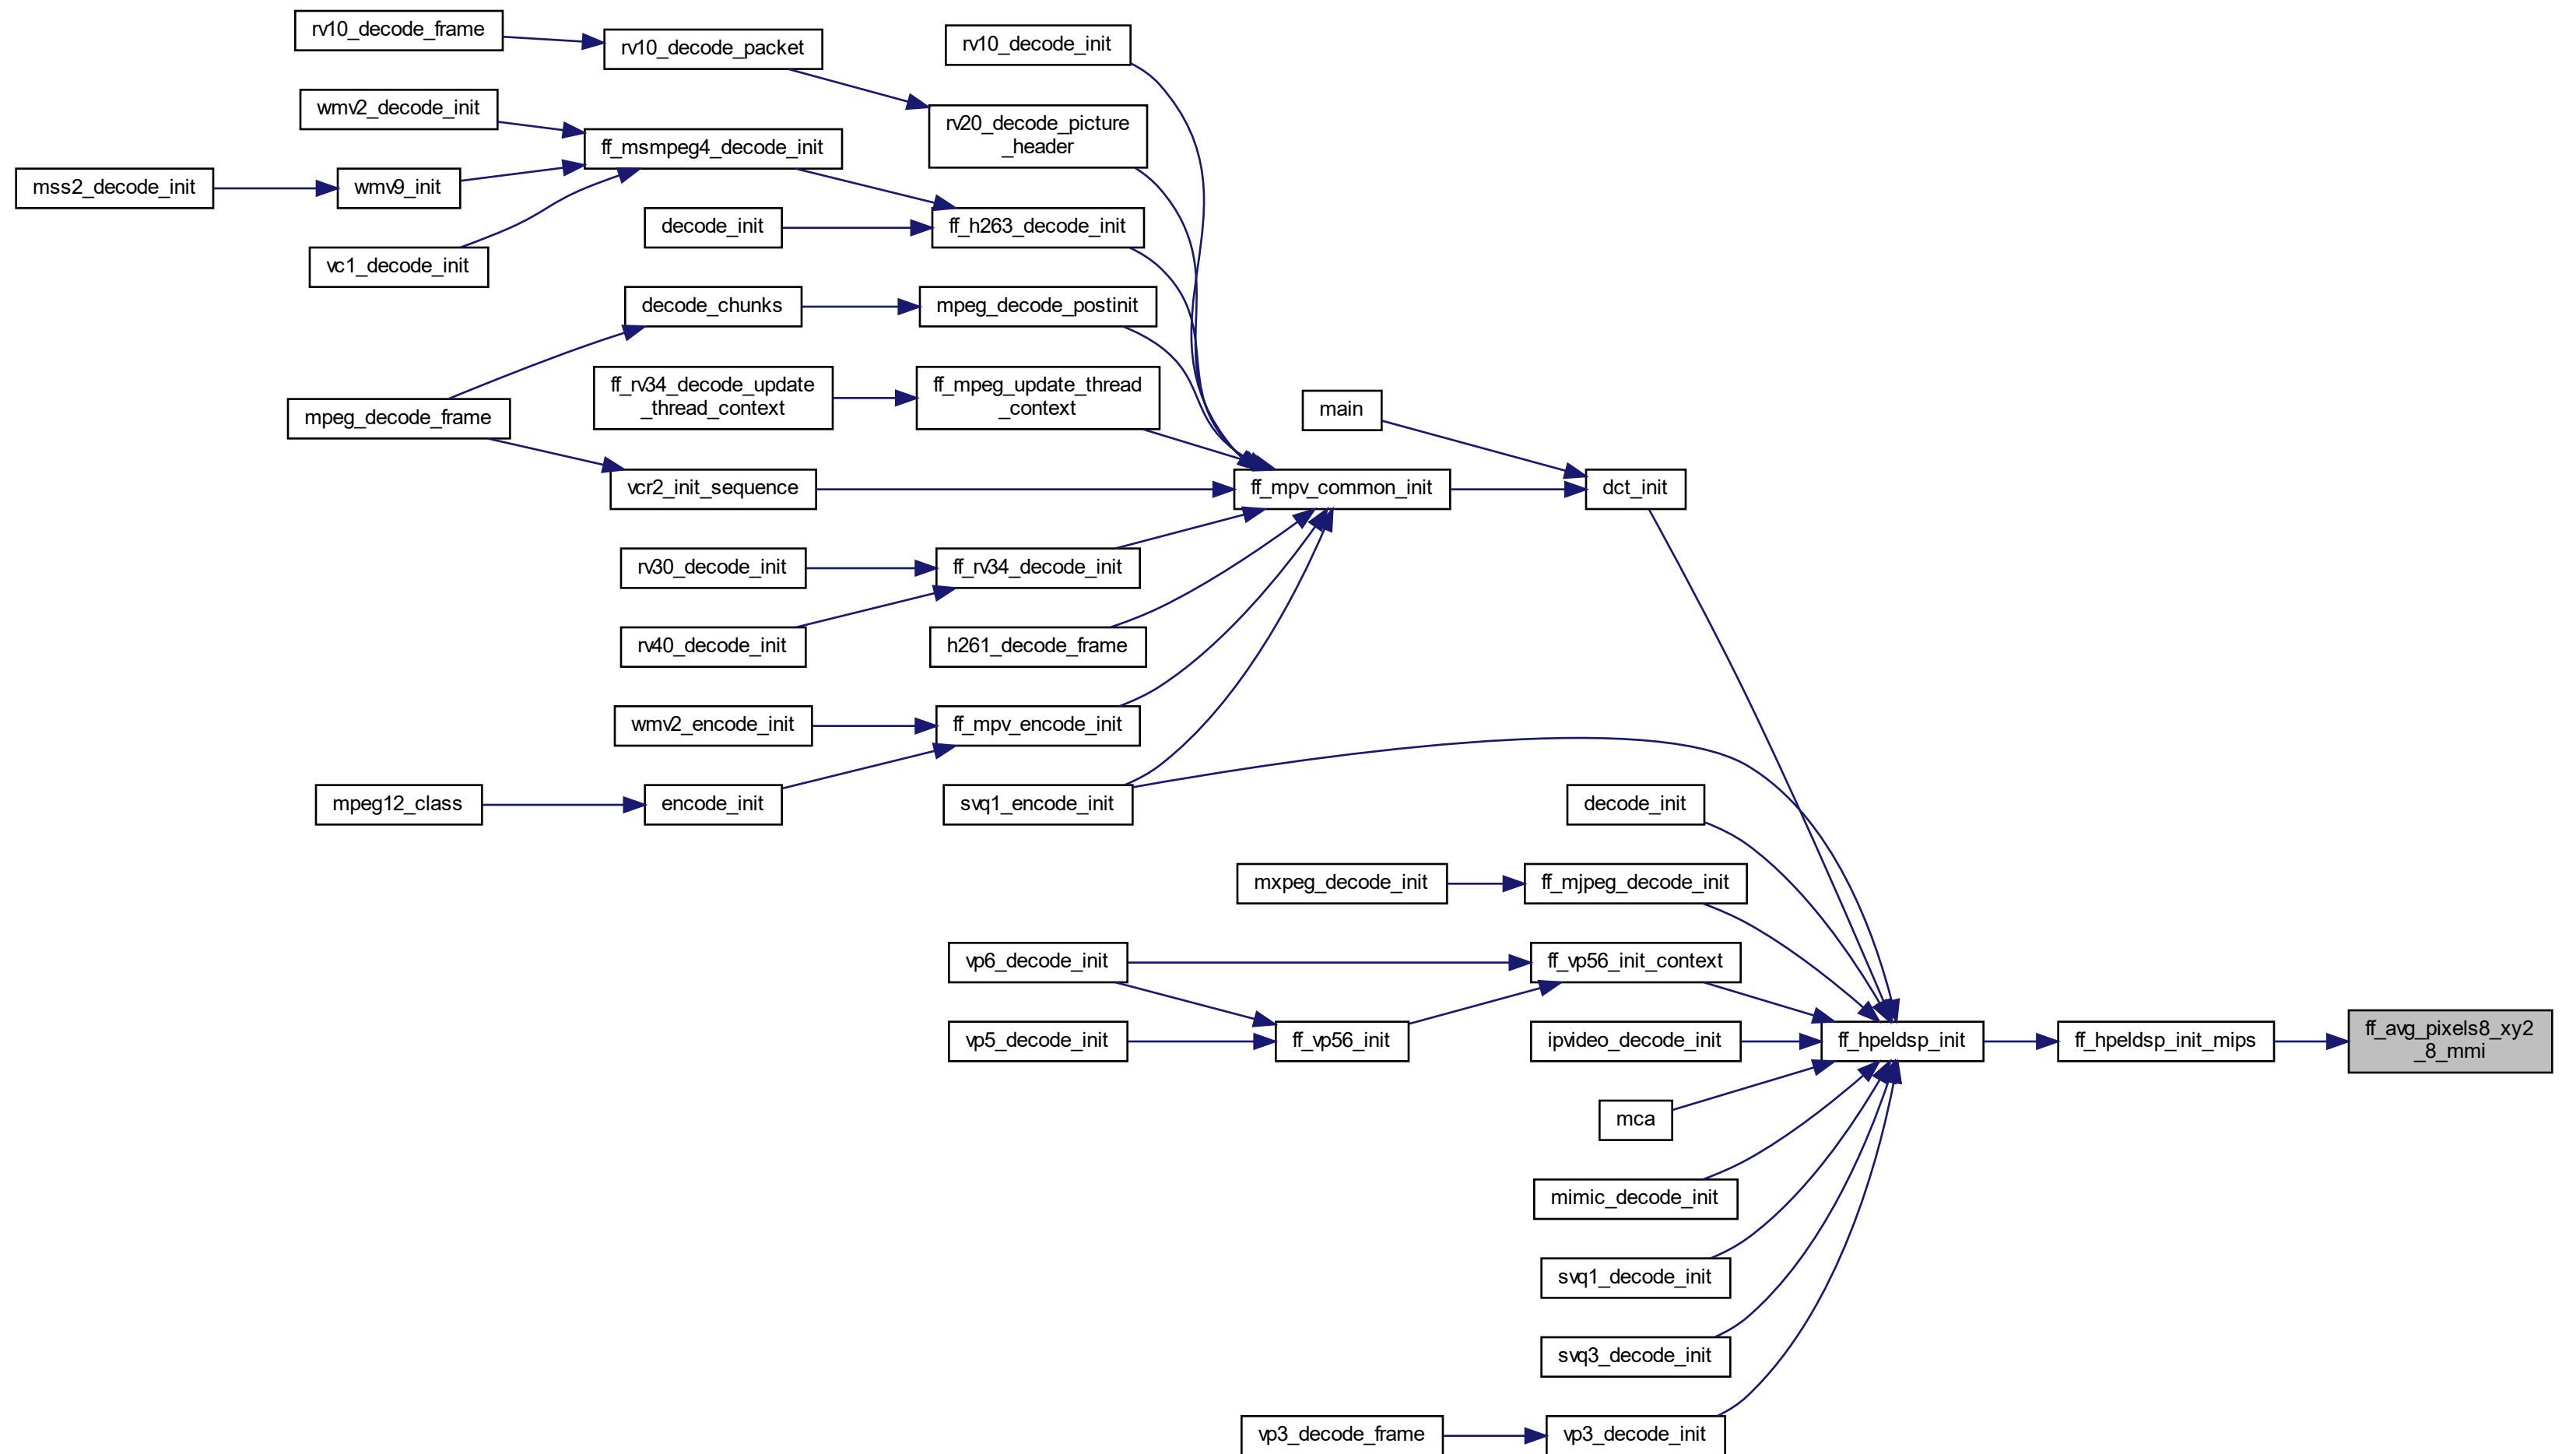 rv10_decode_frame
rv10_decode_packet
rv10_decode_init
wmv2_decode_init
rv20_decode_picture
_header
ff_msmpeg4_decode_init
mss2_decode_init
wmv9_init
decode_init
ff_h263_decode_init
vc1_decode_init
decode_chunks
mpeg_decode_postinit
ff_rv34_decode_update
_thread_context
ff_mpeg_update_thread
_context
main
mpeg_decode_frame
vcr2_init_sequence
ff_mpv_common_init
dct_init
rv30_decode_init
ff_rv34_decode_init
rv40_decode_init
h261_decode_frame
wmv2_encode_init
ff_mpv_encode_init
mpeg12_class
encode_init
svq1_encode_init
decode_init
mxpeg_decode_init
ff_mjpeg_decode_init
vp6_decode_init
ff_vp56_init_context
vp5_decode_init
ff_vp56_init
ipvideo_decode_init
ff_hpeldsp_init
ff_hpeldsp_init_mips
ff_avg_pixels8_xy2
_8_mmi
mca
mimic_decode_init
svq1_decode_init
svq3_decode_init
vp3_decode_frame
vp3_decode_init